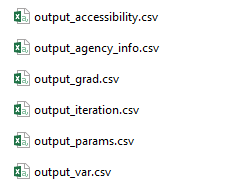 output_accessibility.csv
output_agency_info.csv
output_grad.csv
output_iteration.csv
output_params.csv
output_var.csv